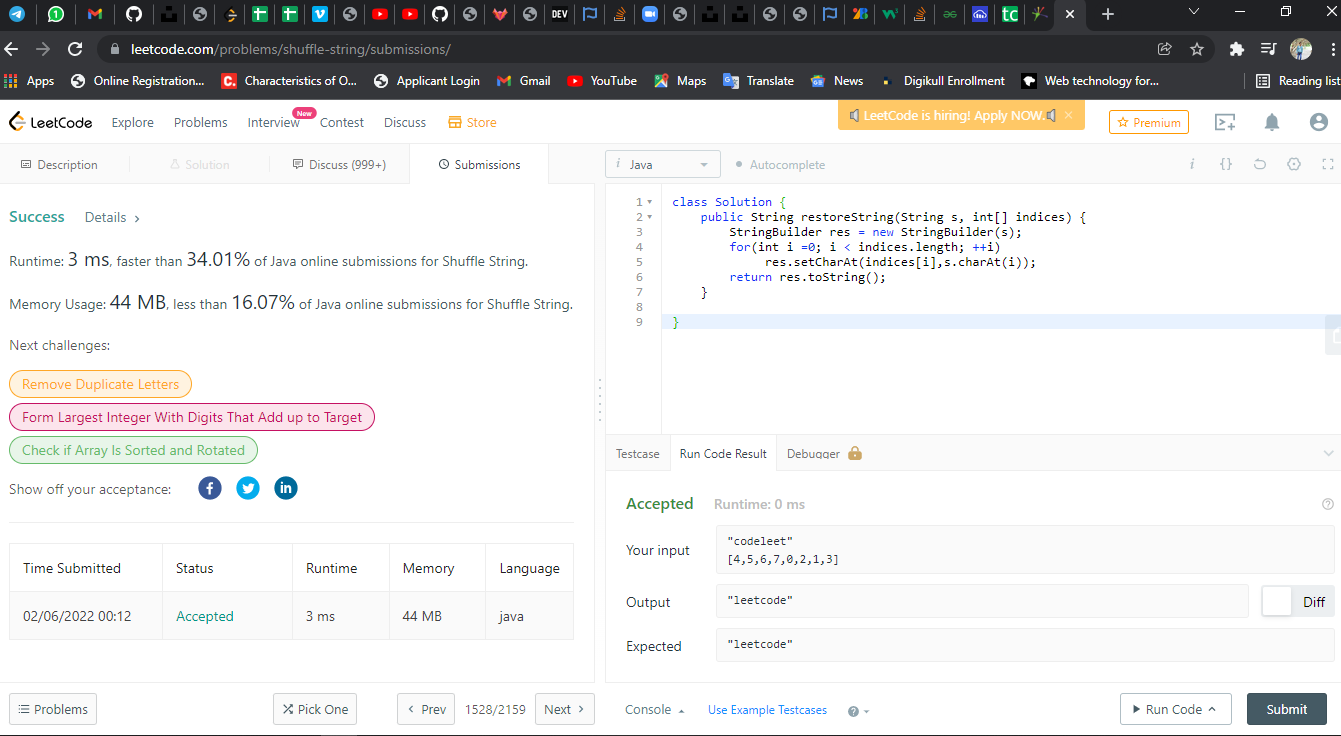 leetcode.com/problems/shuffle-string/submissions/
Apps Online Registration... Characteristics of O... Applicant Login Gmail YouTube Maps Translate News Digikull Enrollment Web technology for... Reading list
LeetCode Explore Problems Interview New Contest Discuss Store LeetCode is hiring! Apply NOW. × Premium
Description Solution Discuss (999+) Submissions
i Java Autocomplete
Success Details >
Runtime: 3 ms, faster than 34.01% of Java online submissions for Shuffle String.
Memory Usage: 44 MB, less than 16.07% of Java online submissions for Shuffle String.
Next challenges:
Remove Duplicate Letters
Form Largest Integer With Digits That Add up to Target
Check if Array Is Sorted and Rotated
Show off your acceptance:
Time Submitted Status Runtime Memory Language
02/06/2022 00:12 Accepted 3 ms 44 MB java
1 class Solution {
2 public String restoreString(String s, int[] indices) {
3 StringBuilder res = new StringBuilder(s);
4 for(int i =0; i < indices.length; ++i)
5 res.setCharAt(indices[i],s.charAt(i));
6 return res.toString();
7 }
8
9 }
Testcase Run Code Result Debugger
Accepted Runtime: 0 ms
Your input "codeleet"
[4,5,6,7,0,2,1,3]
Output "leetcode" Diff
Expected "leetcode"
Problems Pick One < Prev 1528/2159 Next > Console Use Example Testcases Run Code Submit